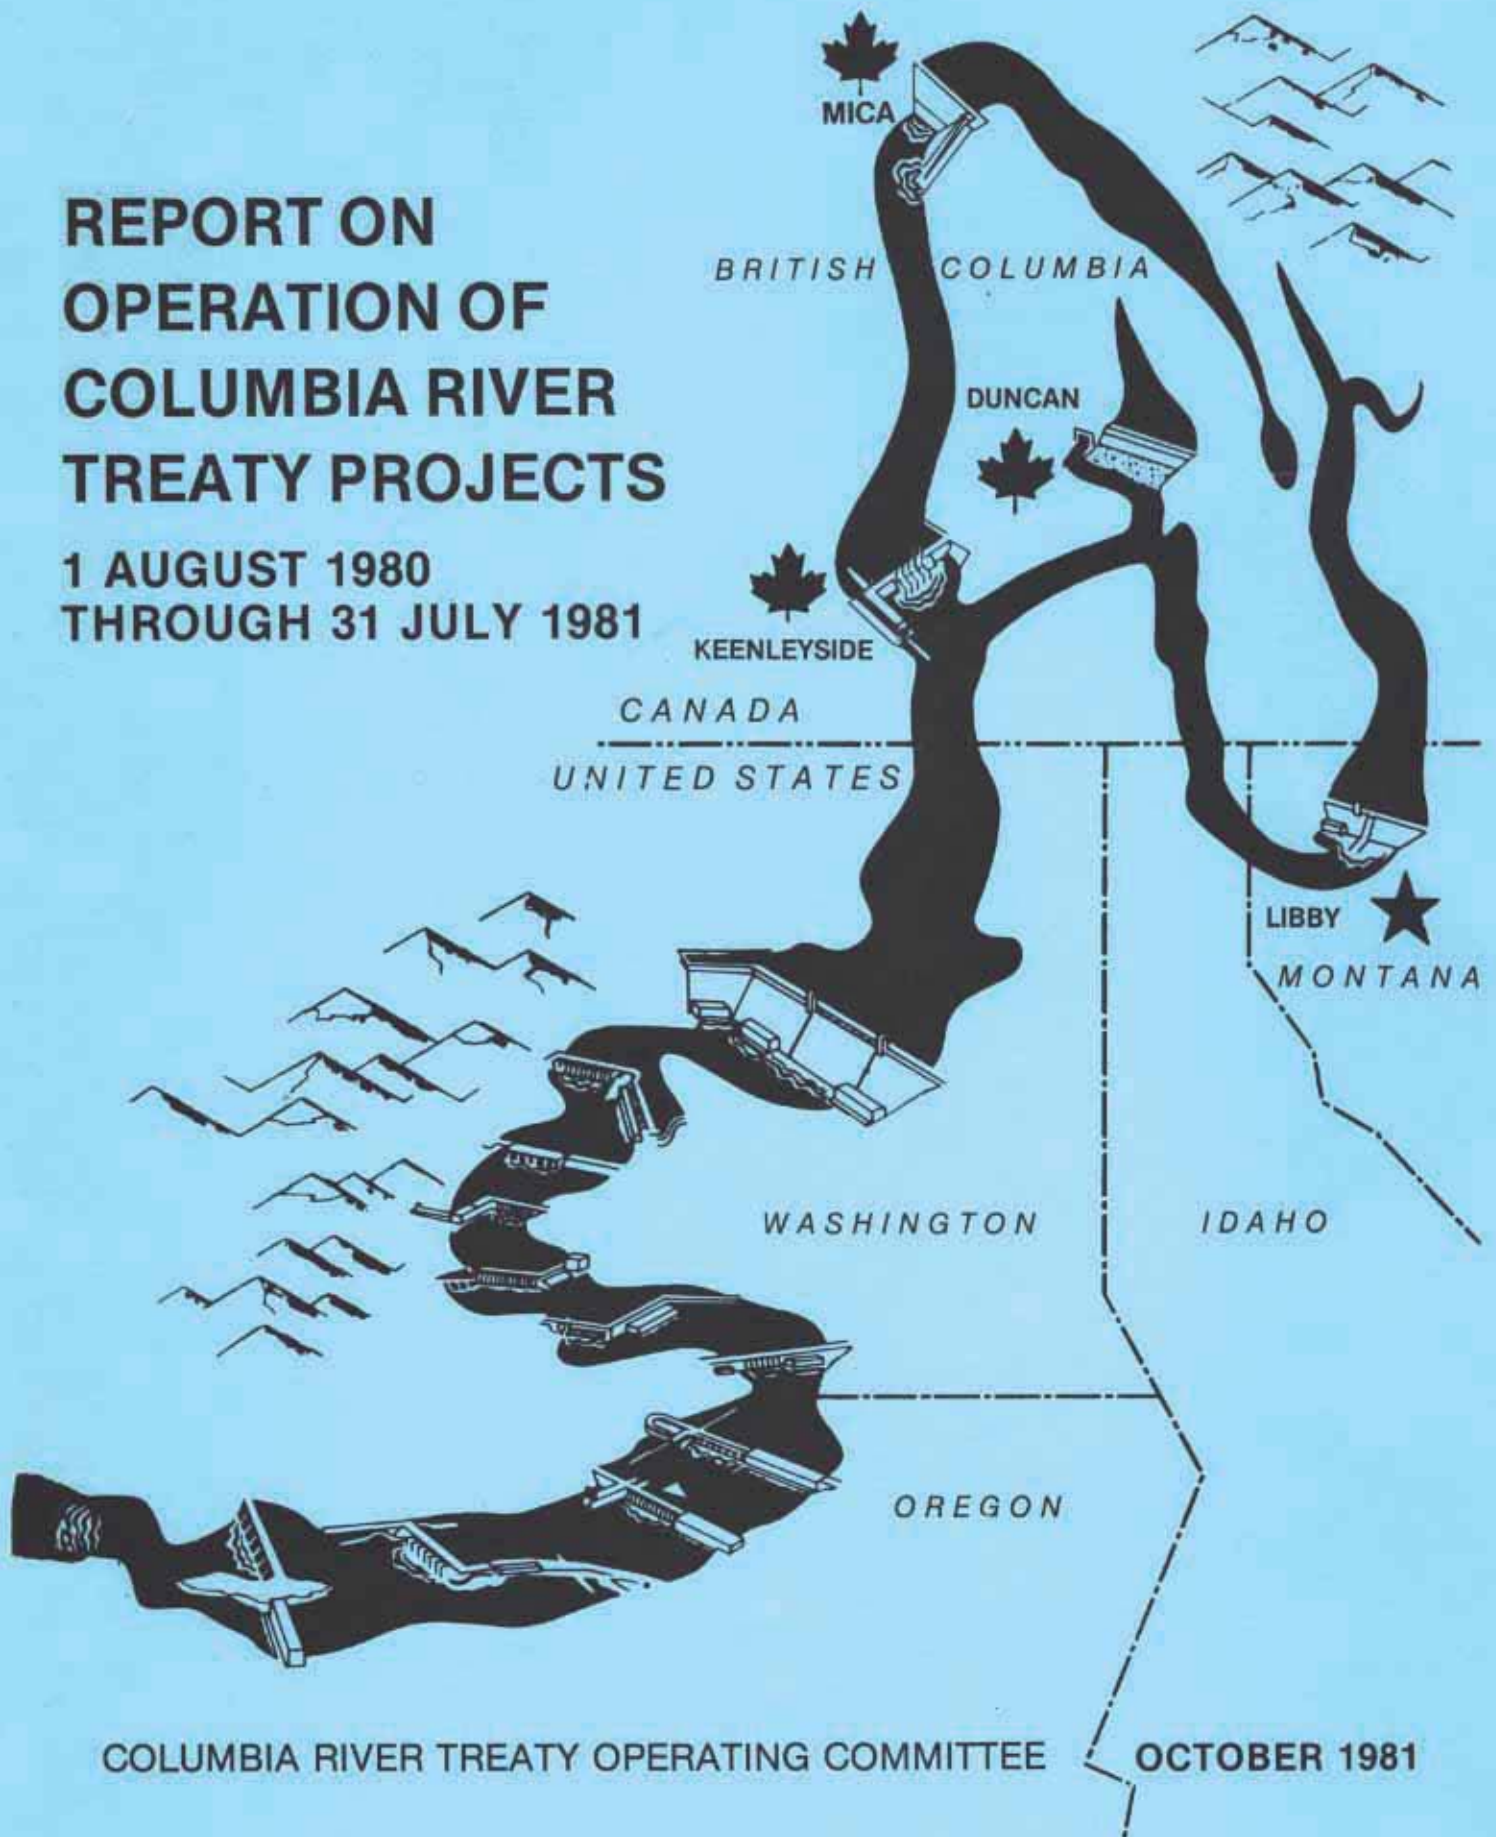 REPORT ON
OPERATION OF
COLUMBIA RIVER
TREATY PROJECTS
1 AUGUST 1980
THROUGH 31 JULY 1981
MICA
BRITISH COLUMBIA
DUNCAN
KEENLEYSIDE
CANADA
UNITED STATES
LIBBY
MONTANA
WASHINGTON
IDAHO
OREGON
COLUMBIA RIVER TREATY OPERATING COMMITTEE
OCTOBER 1981